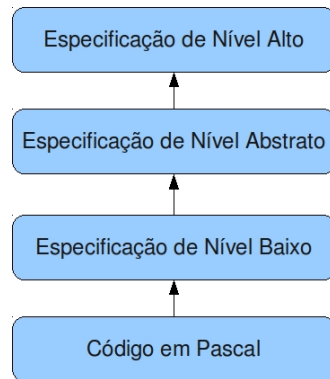 Especificação de Nível Alto
Especificação de Nível Abstrato
Especificação de Nível Baixo
Código em Pascal